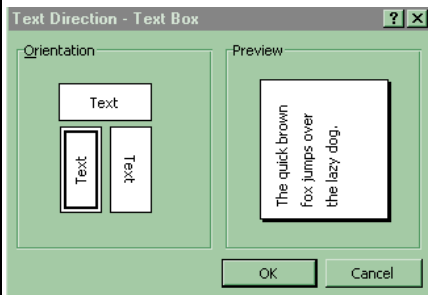 Text Direction - Text Box
Orientation
Preview
Text
Text
Text
The quick brown
fox jumps over
the lazy dog.
OK
Cancel